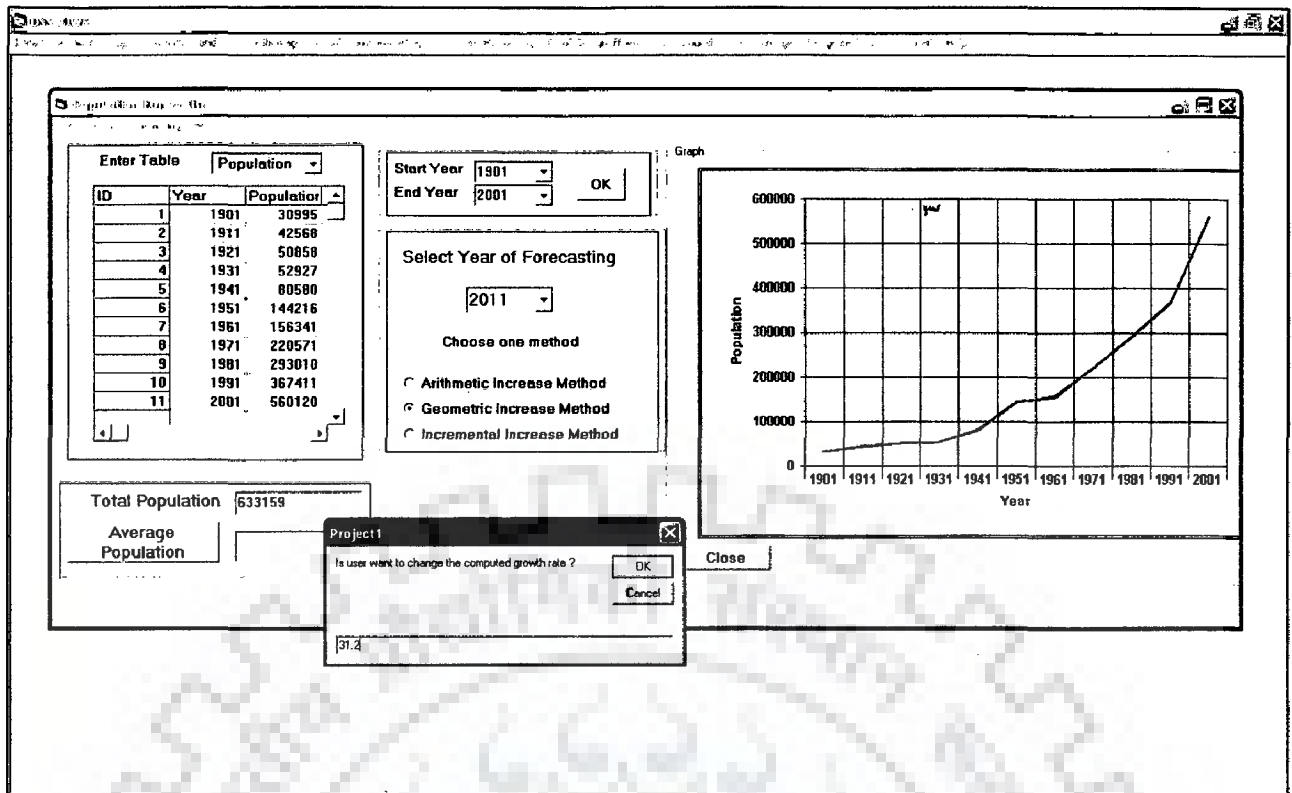 Enter Table Population
ID Year Population
1 1901 30995
2 1911 42568
3 1921 50858
4 1931 52927
5 1941 80580
6 1951 144216
7 1961 156341
8 1971 220571
9 1981 293010
10 1991 367411
11 2001 560120
Start Year 1901
End Year 2001
OK
Select Year of Forecasting
2011
Choose one method
Arithmetic Increase Method
Geometric Increase Method
Incremental Increase Method
Graph
600000
500000
400000
300000
200000
100000
0
Population
1901 1911 1921 1931 1941 1951 1961 1971 1981 1991 2001
Year
Total Population 633159
Average
Population
Project1
Is user want to change the computed growth rate ?
OK
Cancel
31.2
Close